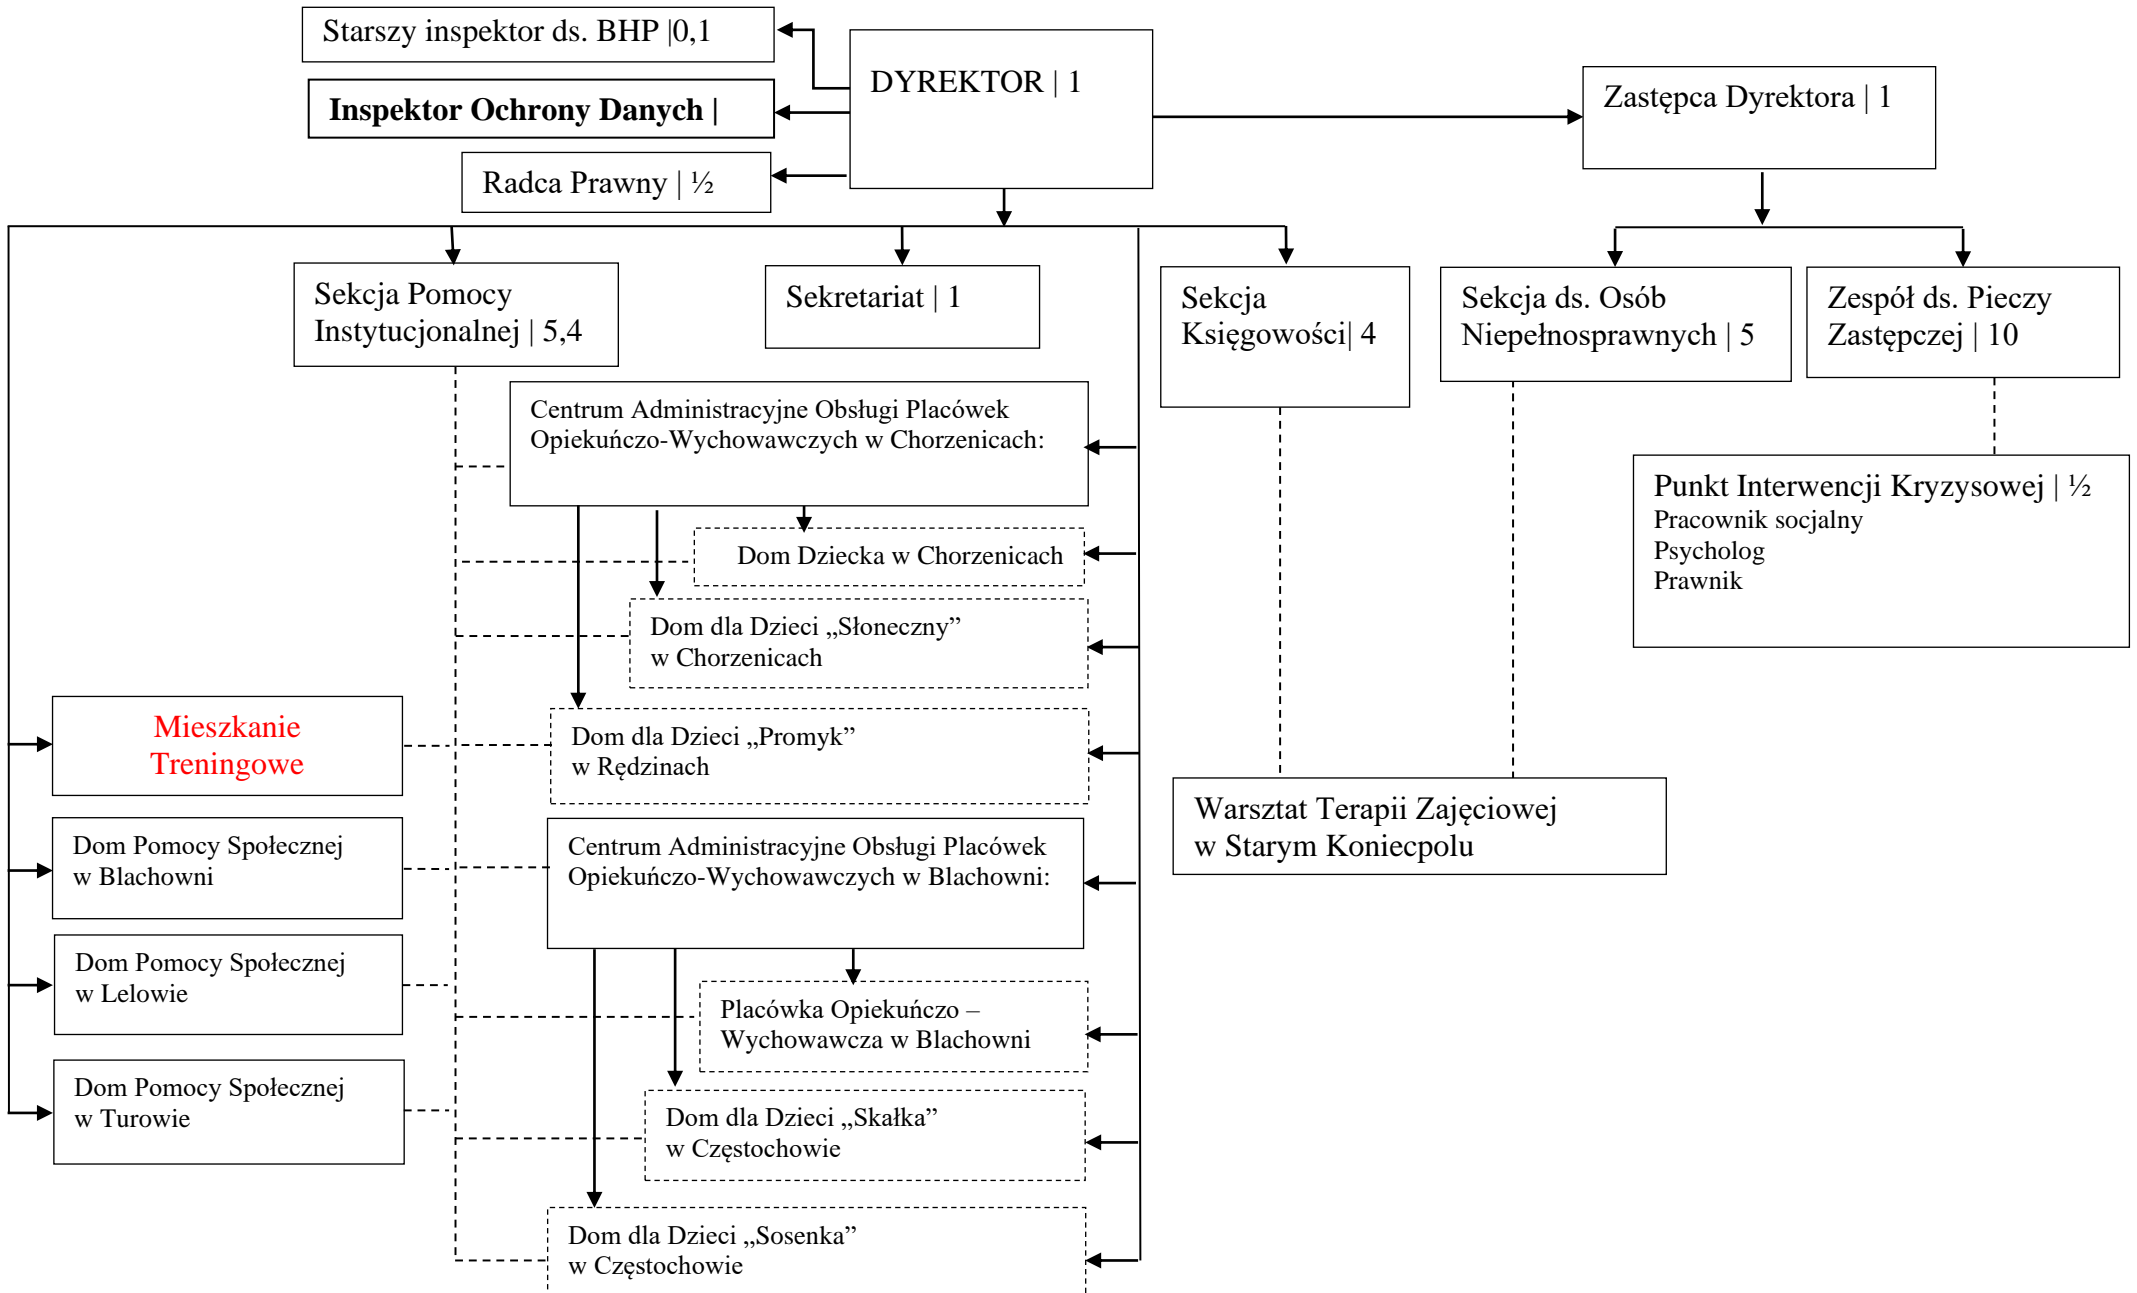 Starszy inspektor ds. BHP |0,1
DYREKTOR | 1
Zastępca Dyrektora | 1
Inspektor Ochrony Danych |
Radca Prawny | ½
Sekcja Pomocy
Instytucjonalnej | 5,4
Sekretariat | 1
Sekcja
Księgowości| 4
Sekcja ds. Osób
Niepełnosprawnych | 5
Zespół ds. Pieczy
Zastępczej | 10
Centrum Administracyjne Obsługi Placówek
Opiekuńczo-Wychowawczych w Chorzenicach:
Punkt Interwencji Kryzysowej | ½
Pracownik socjalny
Psycholog
Prawnik
Dom Dziecka w Chorzenicach
Dom dla Dzieci „Słoneczny”
w Chorzenicach
Mieszkanie
Treningowe
Dom dla Dzieci „Promyk”
w Rędzinach
Warsztat Terapii Zajęciowej
w Starym Koniecpolu
Dom Pomocy Społecznej
w Blachowni
Centrum Administracyjne Obsługi Placówek
Opiekuńczo-Wychowawczych w Blachowni:
Dom Pomocy Społecznej
w Lelowie
Placówka Opiekuńczo –
Wychowawcza w Blachowni
Dom Pomocy Społecznej
w Turowie
Dom dla Dzieci „Skałka”
w Częstochowie
Dom dla Dzieci „Sosenka”
w Częstochowie